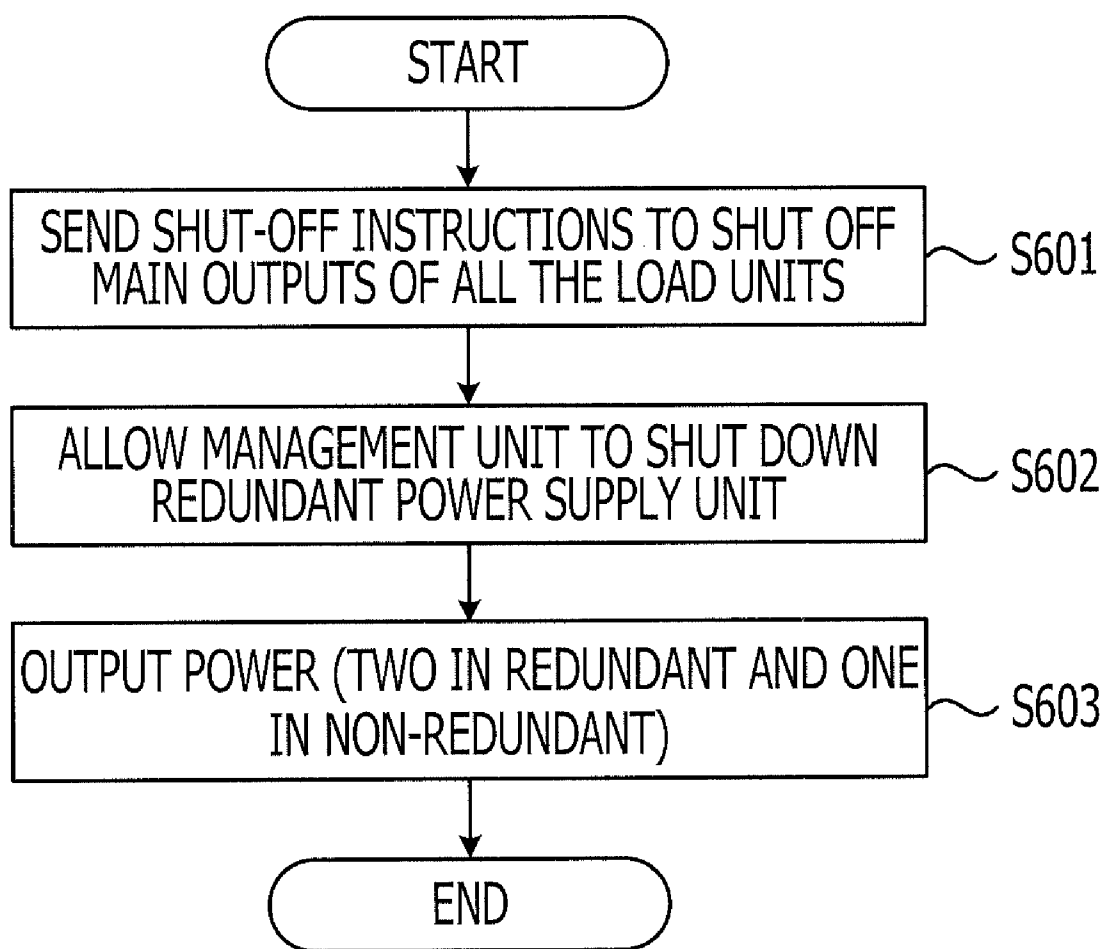 START
SEND SHUT-OFF INSTRUCTIONS TO SHUT OFF
MAIN OUTPUTS OF ALL THE LOAD UNITS
S601
ALLOW MANAGEMENT UNIT TO SHUT DOWN
REDUNDANT POWER SUPPLY UNIT
S602
OUTPUT POWER (TWO IN REDUNDANT AND ONE
IN NON-REDUNDANT)
S603
END